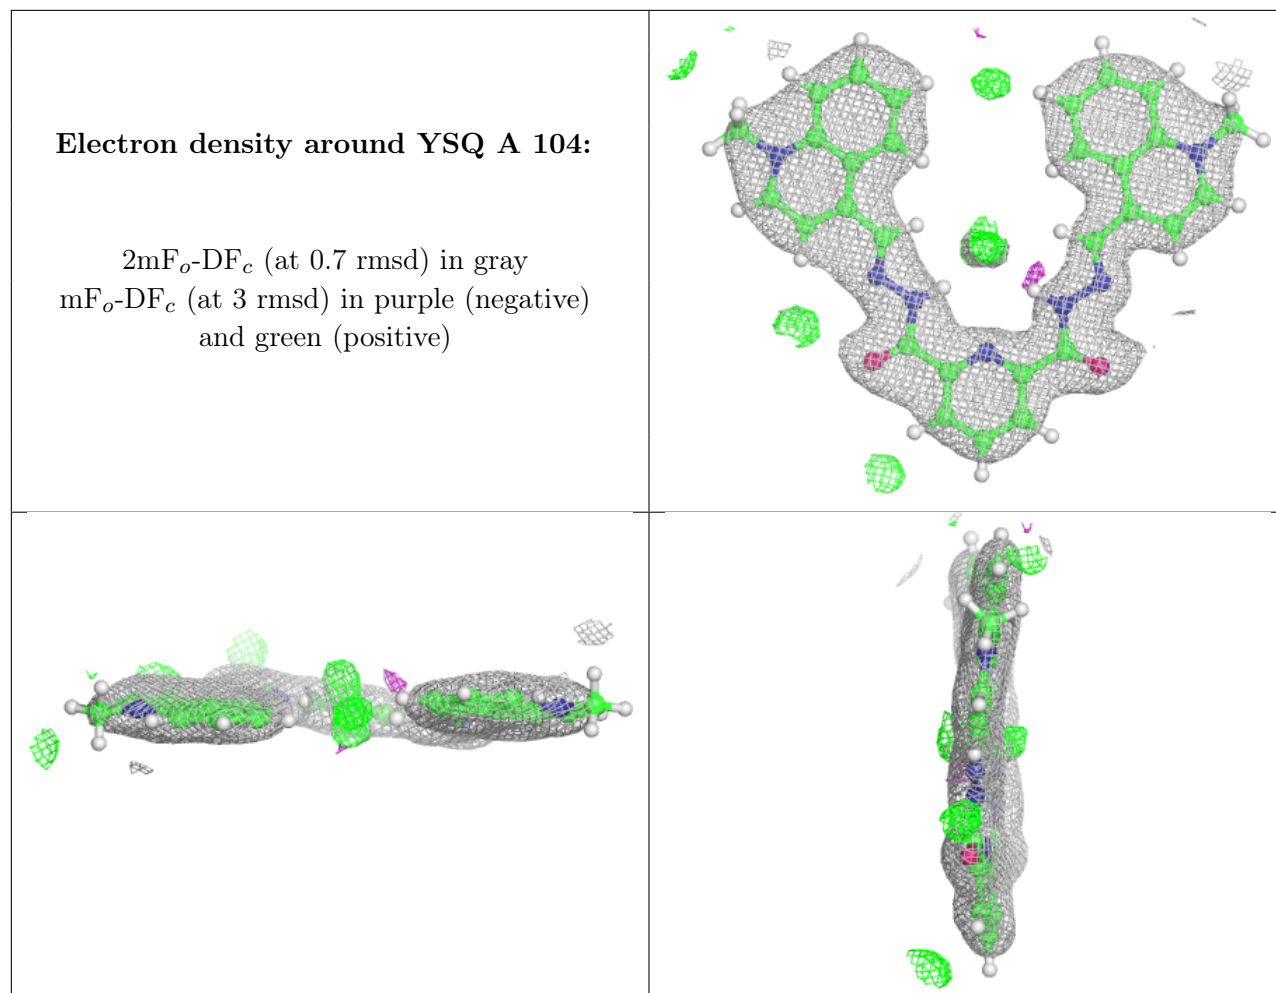 Electron density around YSQ A 104:
2mFₒ-DF𝒸 (at 0.7 rmsd) in gray
mFₒ-DF𝒸 (at 3 rmsd) in purple (negative)
and green (positive)